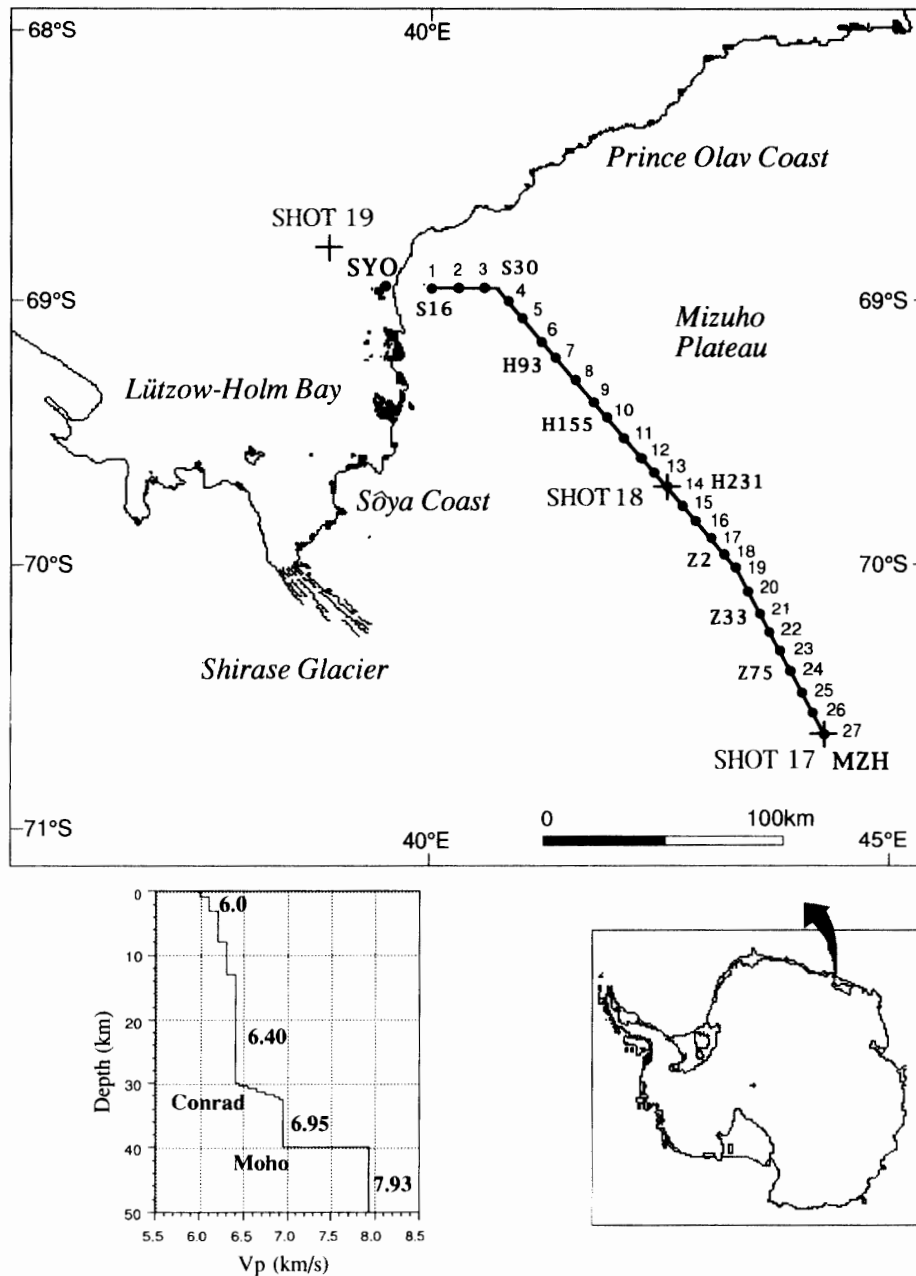 68°S
40°E
Prince Olav Coast
SHOT 19
SYO
1 2 3 S30
S16
4
69°S
5
Mizuho
Plateau
6
7
H93
8
Lützow-Holm Bay
9
H155
10
11
12
13
SHOT 18
14 H231
Sôya Coast
15
16
17
70°S
Z2
18
19
20
Z33
21
22
Shirase Glacier
23
Z75
24
25
26
27
SHOT 17
MZH
0 100km
71°S
40°E
45°E
0
6.0
10
20
6.40
30
Conrad
6.95
40
Moho
7.93
50
Depth (km)
5.5 6.0 6.5 7.0 7.5 8.0 8.5
Vp (km/s)